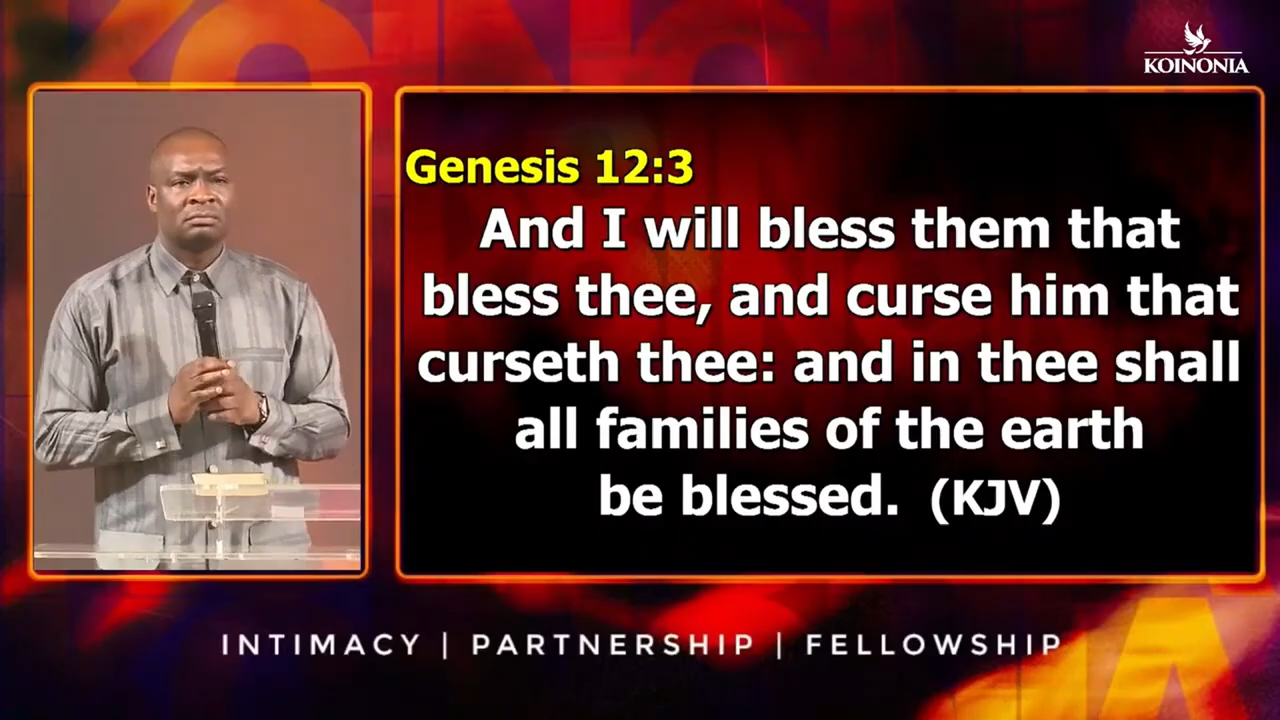 KOINONIA
Genesis 12:3
And I will bless them that
bless thee, and curse him that
curseth thee: and in thee shall
all families of the earth
be blessed. (KJV)
INTIMACY | PARTNERSHIP | FELLOWSHIP